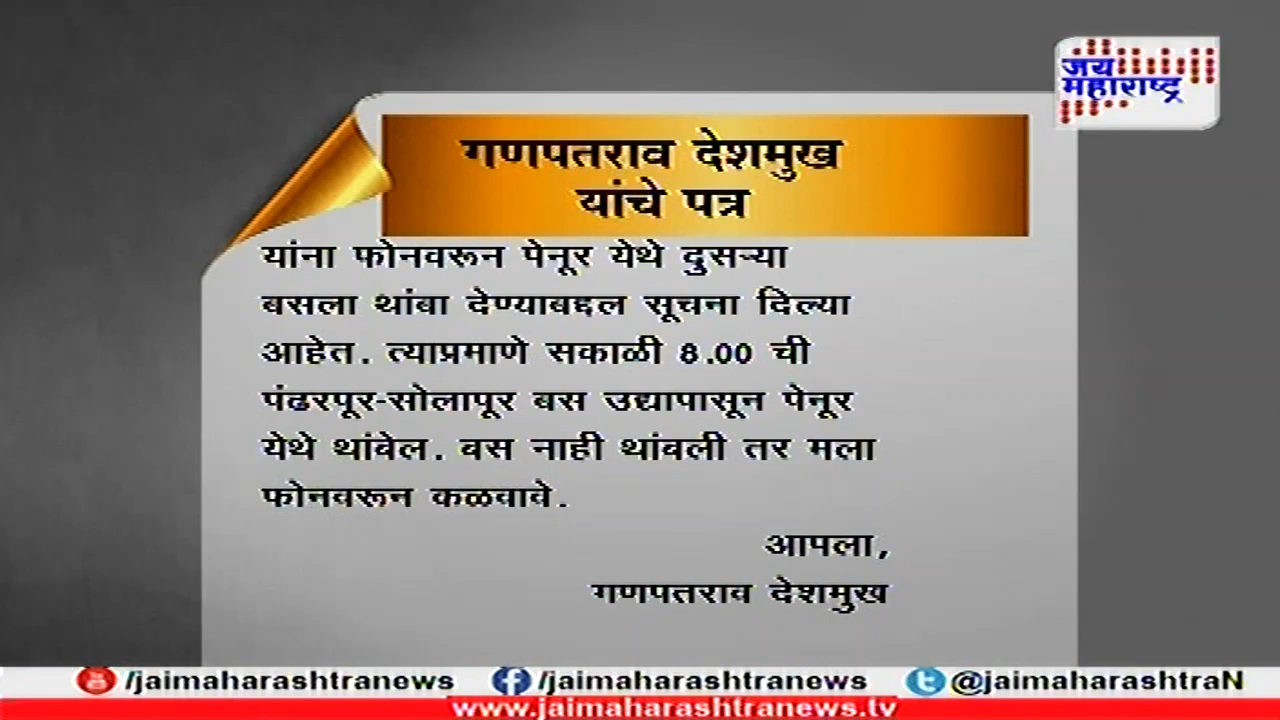 जय
महाराष्ट्र
गणपतराव देशमुख
यांचे पत्र
यांना फोनवरून पेनूर येथे दुसऱ्या
बसला थांबा देण्याबद्दल सूचना दिल्या
आहेत. त्याप्रमाणे सकाळी 8.00 ची
पंढरपूर-सोलापूर बस उद्यापासून पेनूर
येथे थांबेल. बस नाही थांबली तर मला
फोनवरून कळवावे.
आपला,
गणपतराव देशमुख
/jaimaharashtranews /jaimaharashtranews @jaimaharashtraN
www.jaimaharashtranews.tv